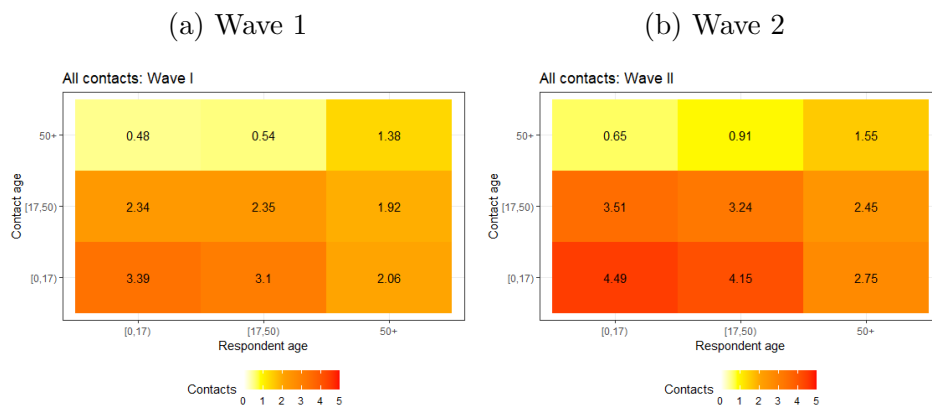 (a) Wave 1
All contacts: Wave I
Contact age
50+
0.48 0.54 1.38
[17,50)
2.34 2.35 1.92
[0,17)
3.39 3.1 2.06
[0,17) [17,50) 50+
Respondent age
Contacts
0 1 2 3 4 5
(b) Wave 2
All contacts: Wave II
Contact age
50+
0.65 0.91 1.55
[17,50)
3.51 3.24 2.45
[0,17)
4.49 4.15 2.75
[0,17) [17,50) 50+
Respondent age
Contacts
0 1 2 3 4 5